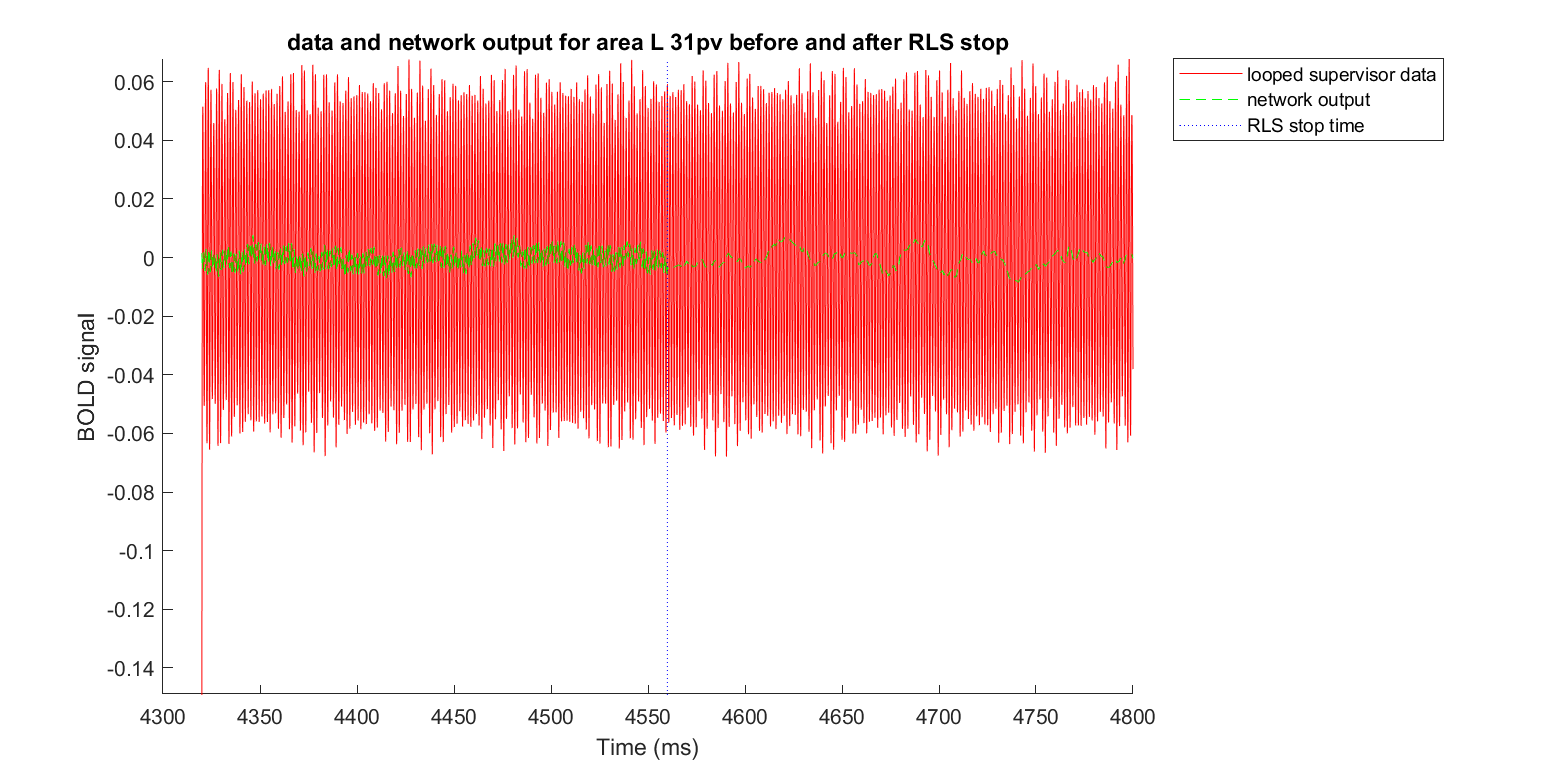 data and network output for area L 31pv before and after RLS stop
looped supervisor data
network output
RLS stop time
BOLD signal
0.06
0.04
0.02
0
-0.02
-0.04
-0.06
-0.08
-0.1
-0.12
-0.14
4300 4350 4400 4450 4500 4550 4600 4650 4700 4750 4800
Time (ms)